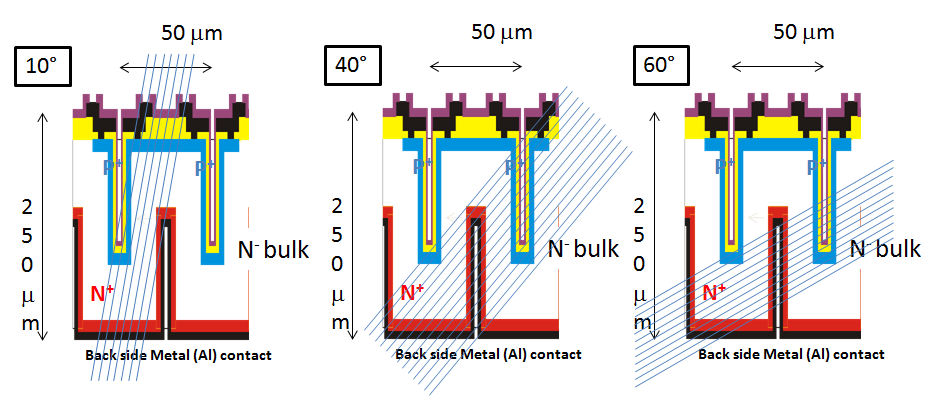 50 μm
10°
P⁺
P⁺
2
5
0
μ
m
N⁻ bulk
N⁺
Back side Metal (Al) contact
50 μm
40°
P⁺
P⁺
2
5
0
μ
m
N⁻ bulk
N⁺
Back side Metal (Al) contact
50 μm
60°
P⁺
P⁺
2
5
0
μ
m
N⁻ bulk
N⁺
Back side Metal (Al) contact